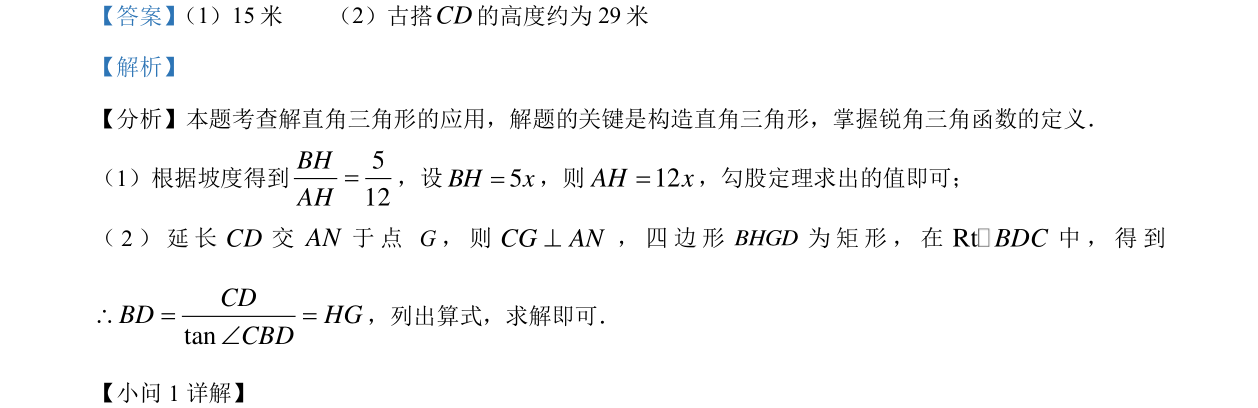 【答案】（1）15 米　　（2）古搭CD的高度约为 29 米
【解析】
【分析】本题考查解直角三角形的应用，解题的关键是构造直角三角形，掌握锐角三角函数的定义．
（1）根据坡度得到 BH/AH = 5/12，设 BH = 5x，则 AH = 12x，勾股定理求出的值即可；
（2）延长 CD 交 AN 于点 G，则 CG ⊥ AN，四边形 BHGD 为矩形，在 Rt□BDC 中，得到
∴ BD = CD/tan∠CBD = HG，列出算式，求解即可．
【小问 1 详解】